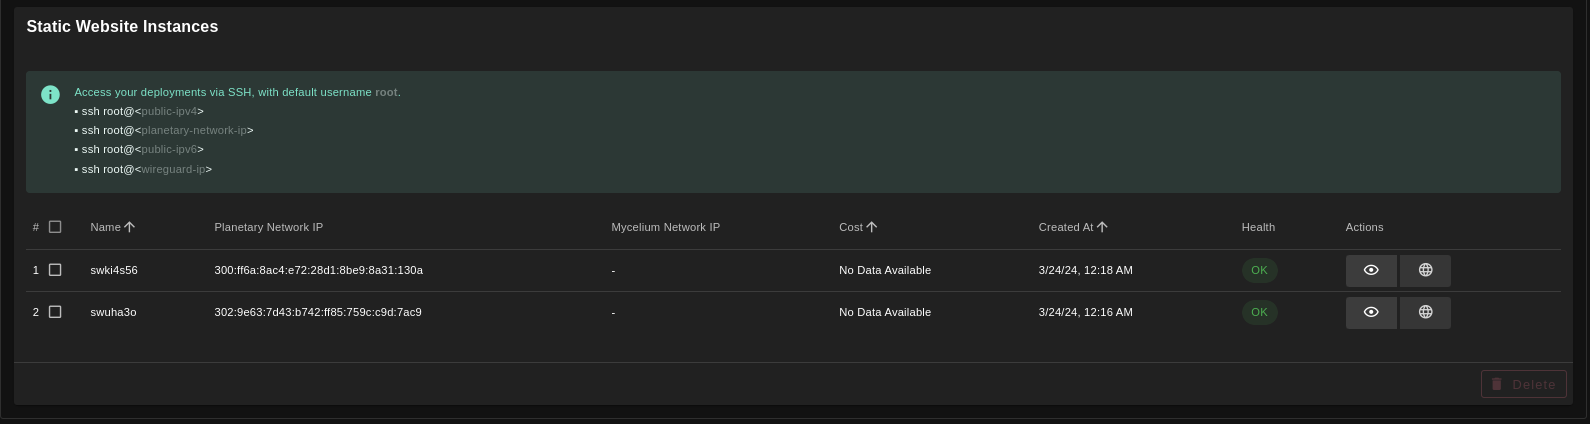 Static Website Instances
Access your deployments via SSH, with default username root.
▪ ssh root@<public-ipv4>
▪ ssh root@<planetary-network-ip>
▪ ssh root@<public-ipv6>
▪ ssh root@<wireguard-ip>
# Name Planetary Network IP Mycelium Network IP Cost Created At Health Actions
1 swki4s56 300:ff6a:8ac4:e72:28d1:8be9:8a31:130a - No Data Available 3/24/24, 12:18 AM OK
2 swuha3o 302:9e63:7d43:b742:ff85:759c:c9d:7ac9 - No Data Available 3/24/24, 12:16 AM OK
Delete